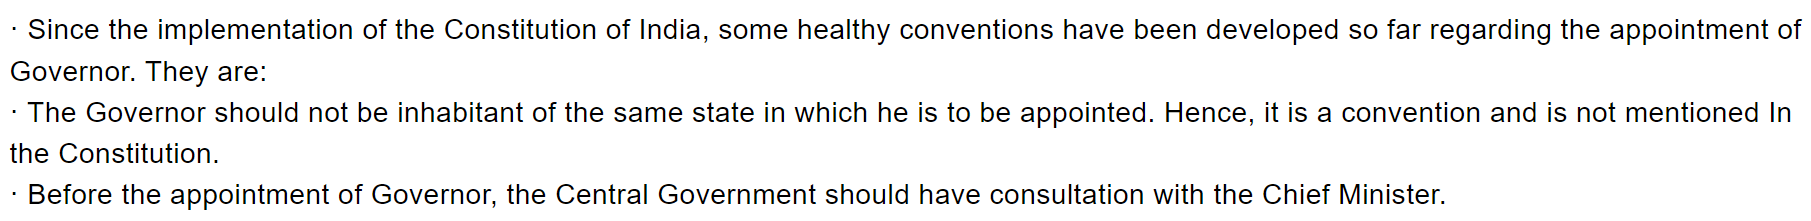 · Since the implementation of the Constitution of India, some healthy conventions have been developed so far regarding the appointment of
Governor. They are:
· The Governor should not be inhabitant of the same state in which he is to be appointed. Hence, it is a convention and is not mentioned In
the Constitution.
· Before the appointment of Governor, the Central Government should have consultation with the Chief Minister.